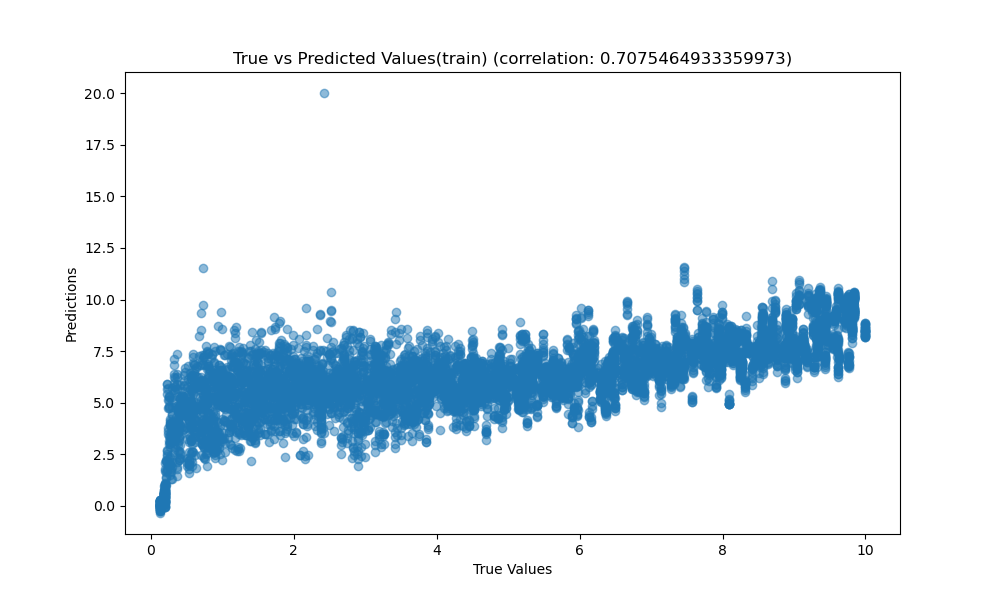 True vs Predicted Values(train) (correlation: 0.7075464933359973)
20.0
17.5
15.0
12.5
10.0
7.5
5.0
2.5
0.0
Predictions
0 2 4 6 8 10
True Values